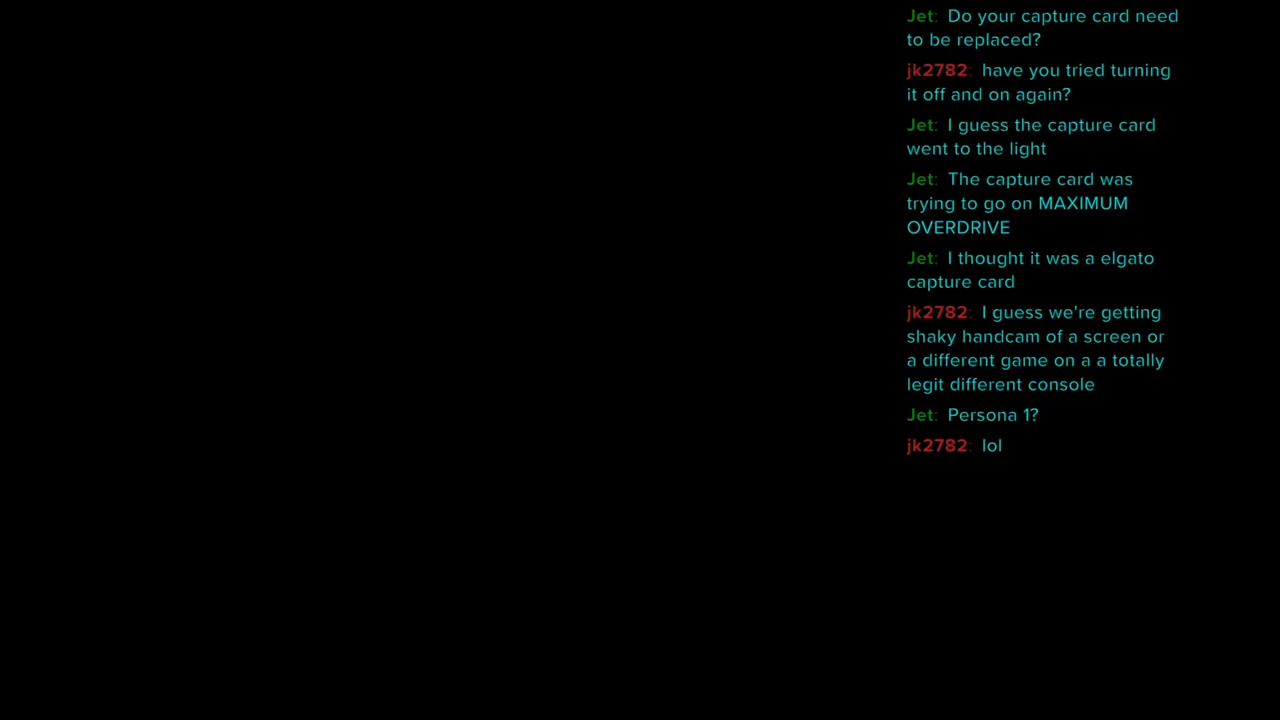 Jet: Do your capture card need
to be replaced?
jk2782: have you tried turning
it off and on again?
Jet: I guess the capture card
went to the light
Jet: The capture card was
trying to go on MAXIMUM
OVERDRIVE
Jet: I thought it was a elgato
capture card
jk2782: I guess we're getting
shaky handcam of a screen or
a different game on a a totally
legit different console
Jet: Persona 1?
jk2782: lol